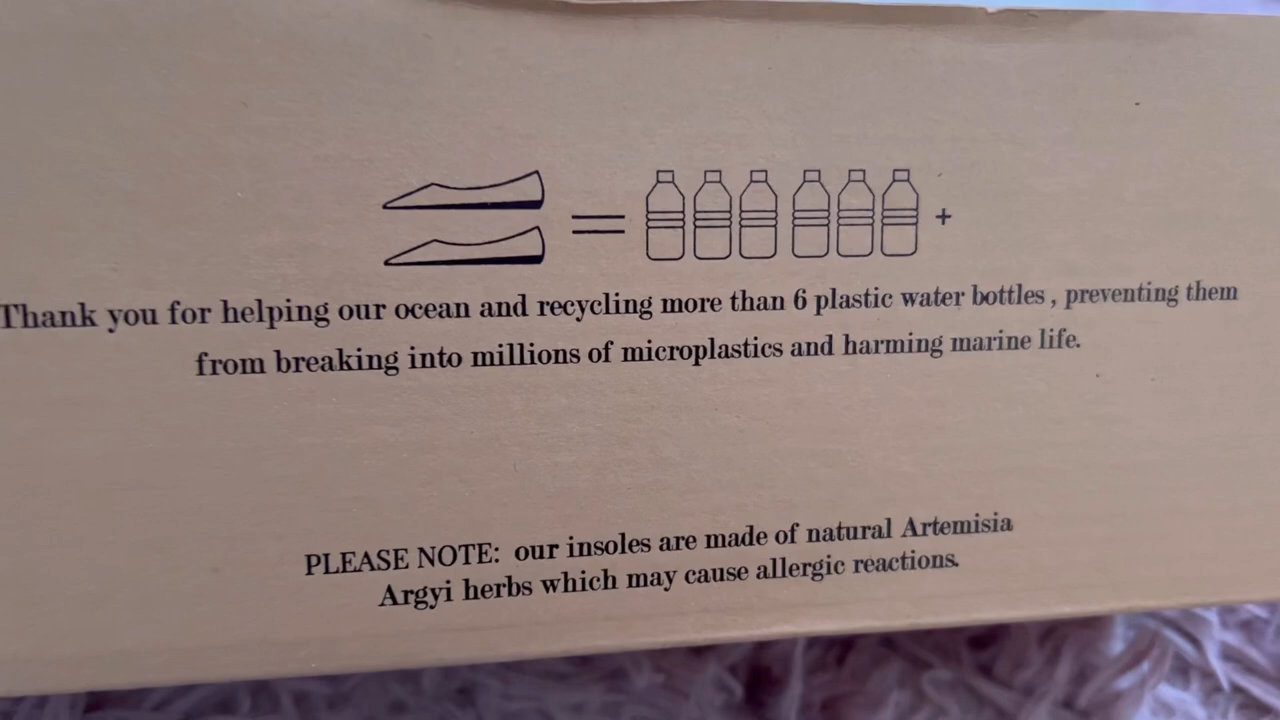 Thank you for helping our ocean and recycling more than 6 plastic water bottles , preventing them
from breaking into millions of microplastics and harming marine life.
PLEASE NOTE: our insoles are made of natural Artemisia
Argyi herbs which may cause allergic reactions.